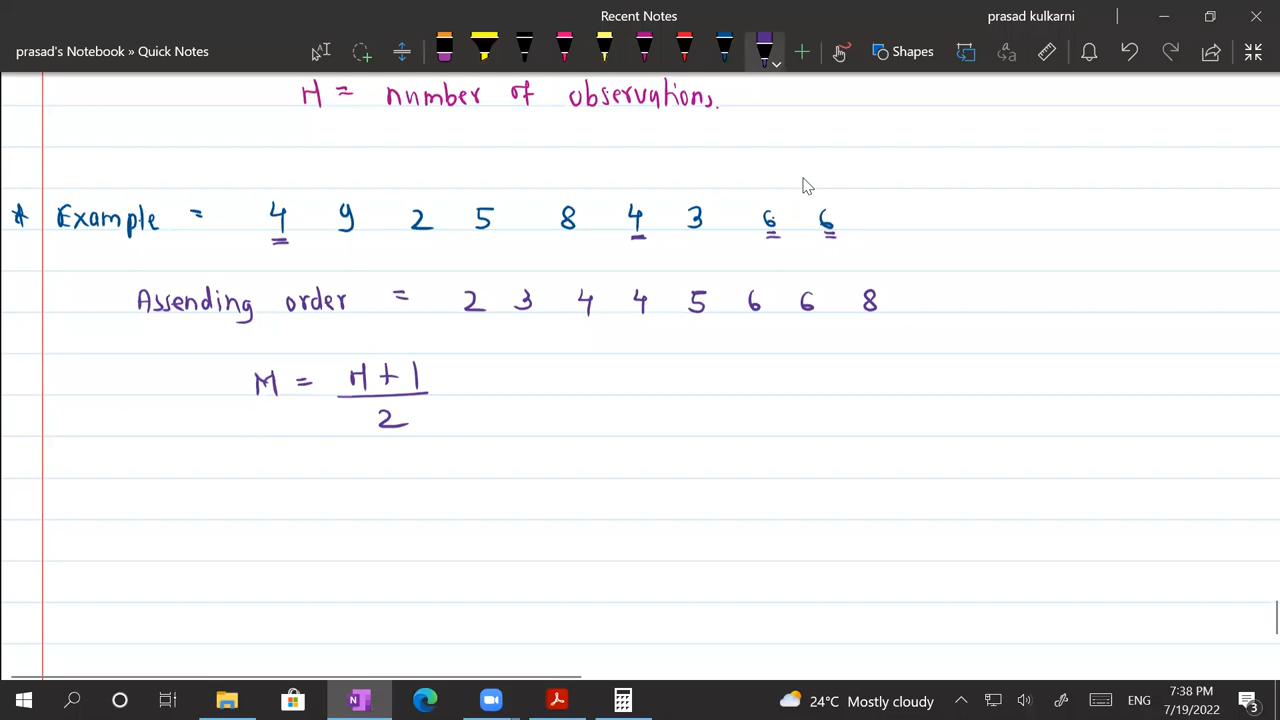 Recent Notes
prasad kulkarni
prasad's Notebook » Quick Notes
Shapes
N = number of observations.
* Example = 4 9 2 5 8 4 3 6 6
Assending order = 2 3 4 4 5 6 6 8
M = N + 1
2
24°C Mostly cloudy
ENG
7:38 PM
7/19/2022
3